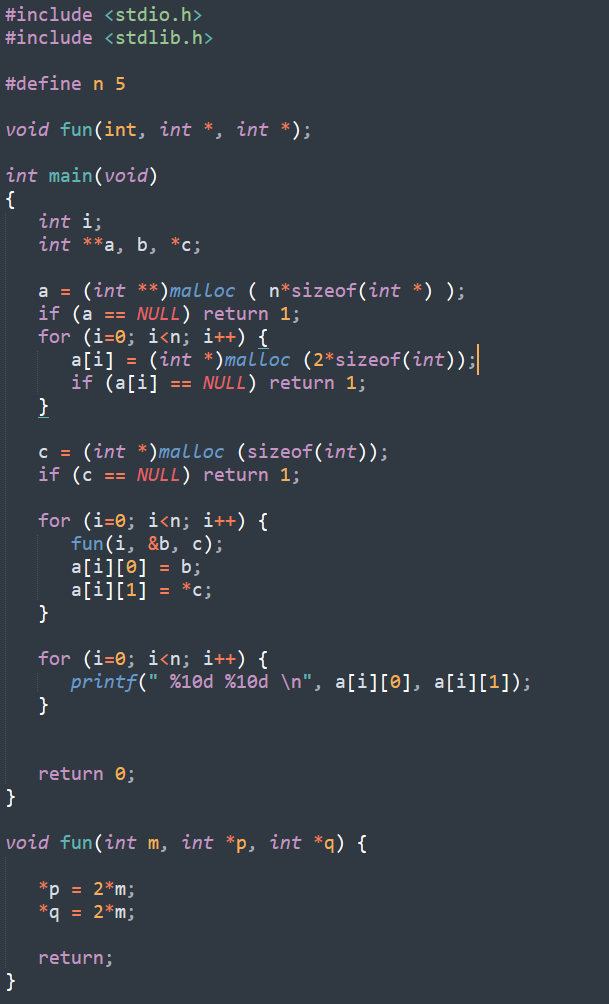 #include <stdio.h>
#include <stdlib.h>
#define n 5
void fun(int, int *, int *);
int main(void)
{
int i;
int **a, b, *c;
a = (int **)malloc ( n*sizeof(int *) );
if (a == NULL) return 1;
for (i=0; i<n; i++) {
a[i] = (int *)malloc (2*sizeof(int));
if (a[i] == NULL) return 1;
}
c = (int *)malloc (sizeof(int));
if (c == NULL) return 1;
for (i=0; i<n; i++) {
fun(i, &b, c);
a[i][0] = b;
a[i][1] = *c;
}
for (i=0; i<n; i++) {
printf(" %10d %10d \n", a[i][0], a[i][1]);
}
return 0;
}
void fun(int m, int *p, int *q) {
*p = 2*m;
*q = 2*m;
return;
}